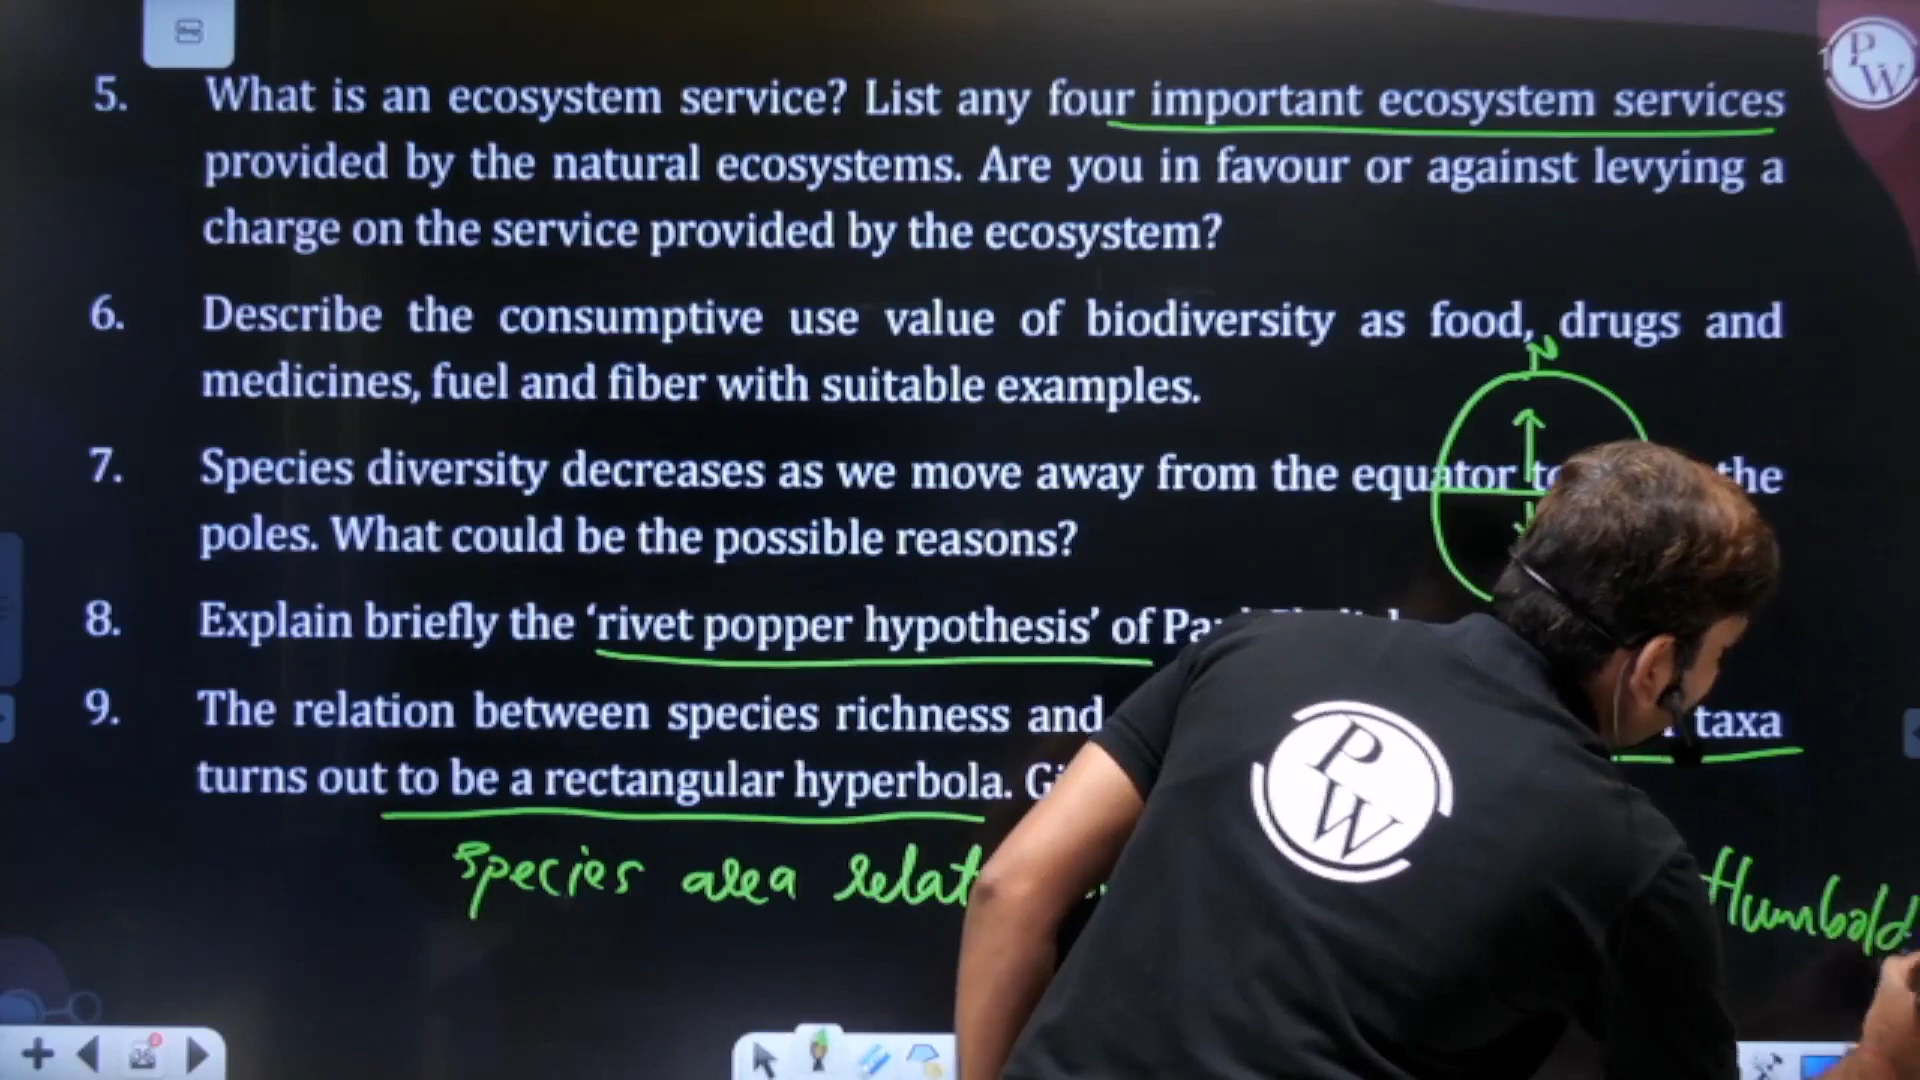 5. What is an ecosystem service? List any four important ecosystem services
provided by the natural ecosystems. Are you in favour or against levying a
charge on the service provided by the ecosystem?
6. Describe the consumptive use value of biodiversity as food, drugs and
medicines, fuel and fiber with suitable examples.
N
7. Species diversity decreases as we move away from the equator the
poles. What could be the possible reasons?
8. Explain briefly the ‘rivet popper hypothesis’ of
9. The relation between species richness and taxa
turns out to be a rectangular hyperbola.
Species area Humbold
PW
PW